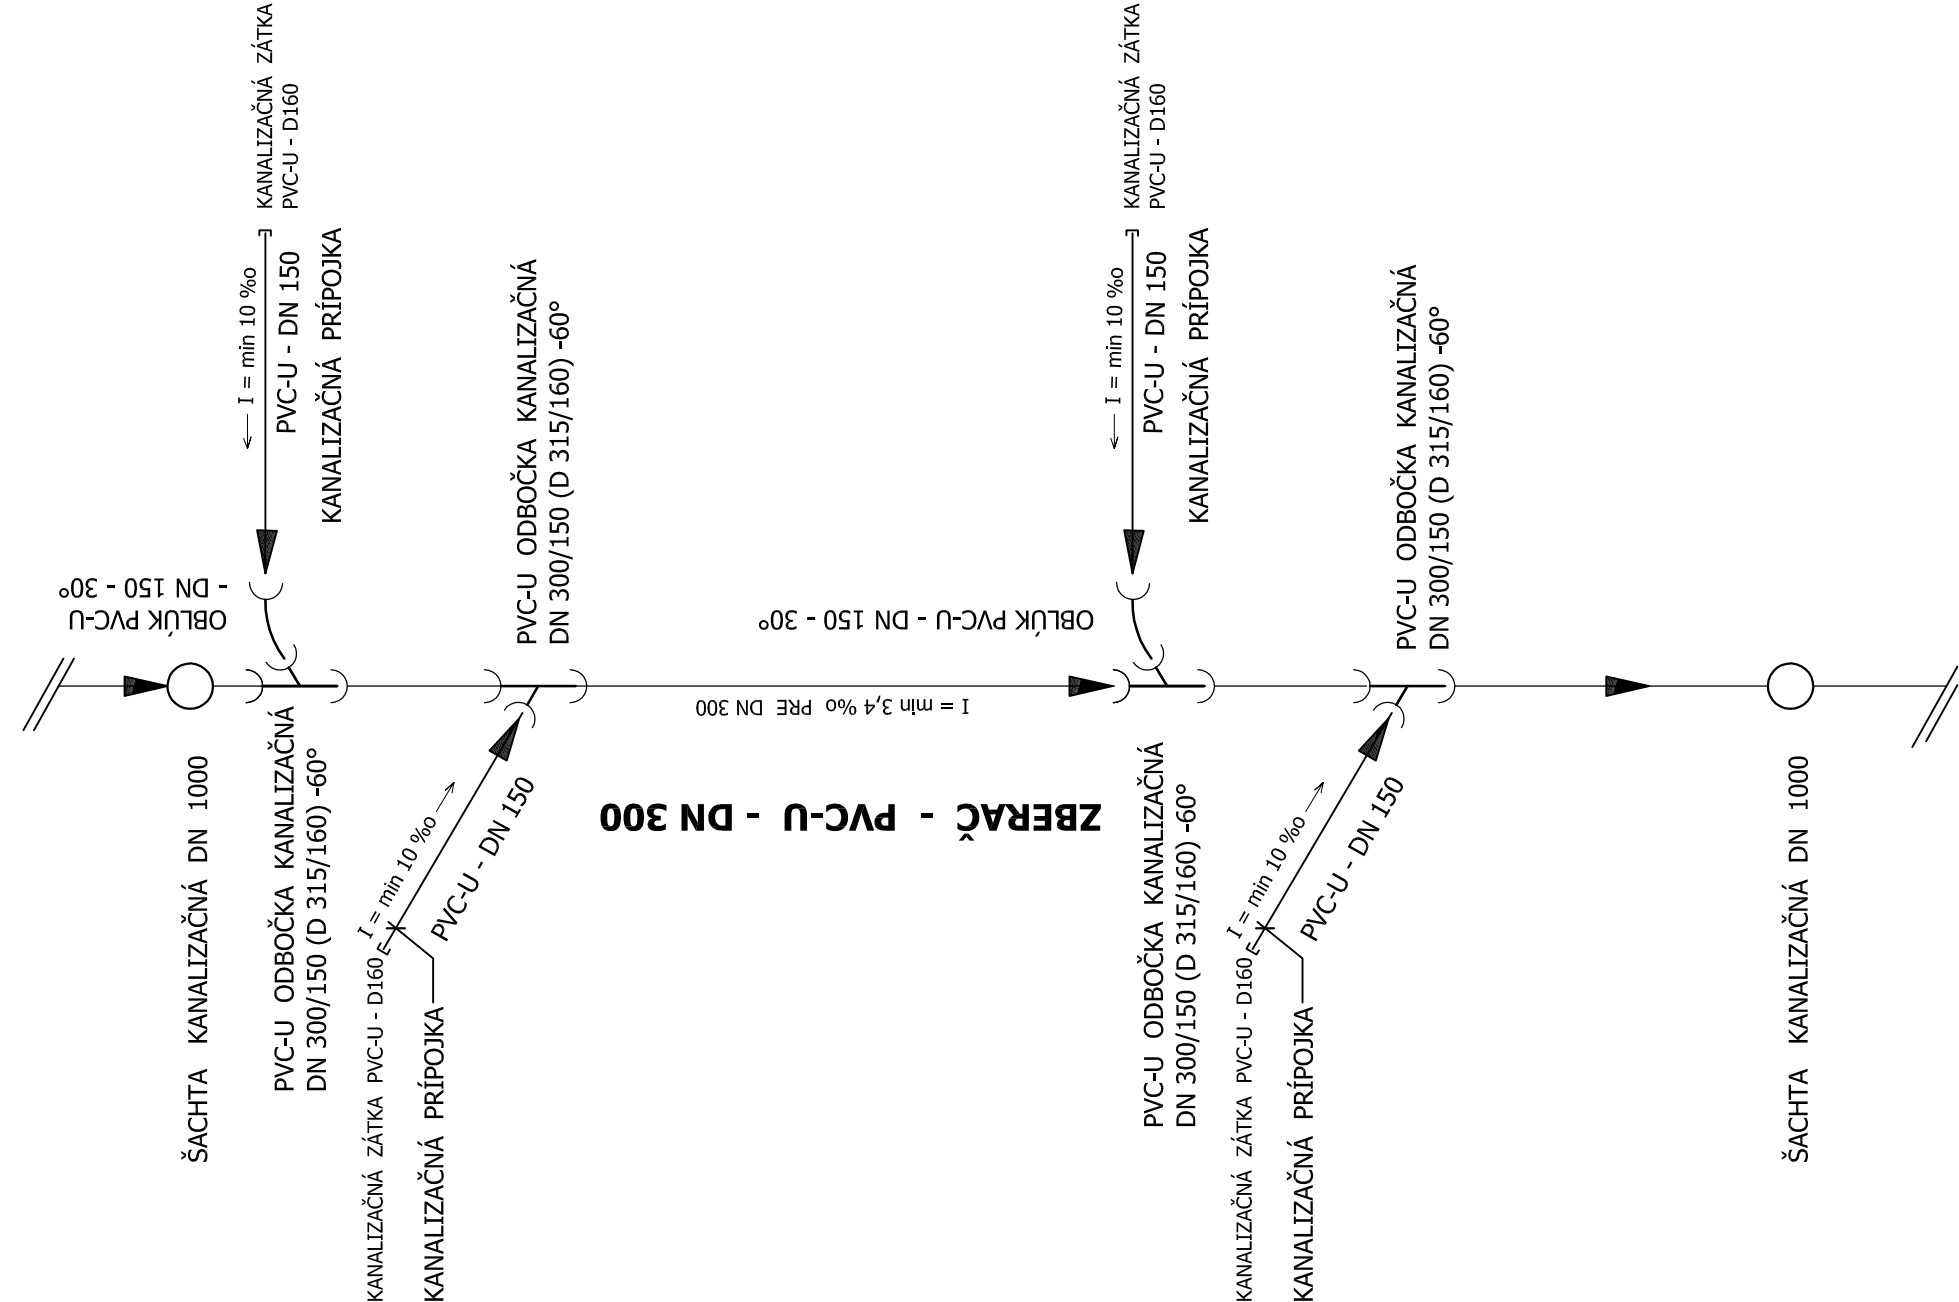 KANALIZAČNÁ ZÁTKA
PVC-U - D160
I = min 10 %o
PVC-U - DN 150
KANALIZAČNÁ PRÍPOJKA
OBLÚK PVC-U
- DN 150 - 30°
PVC-U ODBOČKA KANALIZAČNÁ
DN 300/150 (D 315/160) -60°
KANALIZAČNÁ ZÁTKA
PVC-U - D160
I = min 10 %o
PVC-U - DN 150
KANALIZAČNÁ PRÍPOJKA
OBLÚK PVC-U - DN 150 - 30°
PVC-U ODBOČKA KANALIZAČNÁ
DN 300/150 (D 315/160) -60°
I = min 3,4 %o PRE DN 300
ZBERAČ - PVC-U - DN 300
ŠACHTA KANALIZAČNÁ DN 1000
PVC-U ODBOČKA KANALIZAČNÁ
DN 300/150 (D 315/160) -60°
I = min 10 %o
PVC-U - DN 150
KANALIZAČNÁ ZÁTKA PVC-U - D160
KANALIZAČNÁ PRÍPOJKA
PVC-U ODBOČKA KANALIZAČNÁ
DN 300/150 (D 315/160) -60°
I = min 10 %o
PVC-U - DN 150
KANALIZAČNÁ ZÁTKA PVC-U - D160
KANALIZAČNÁ PRÍPOJKA
ŠACHTA KANALIZAČNÁ DN 1000